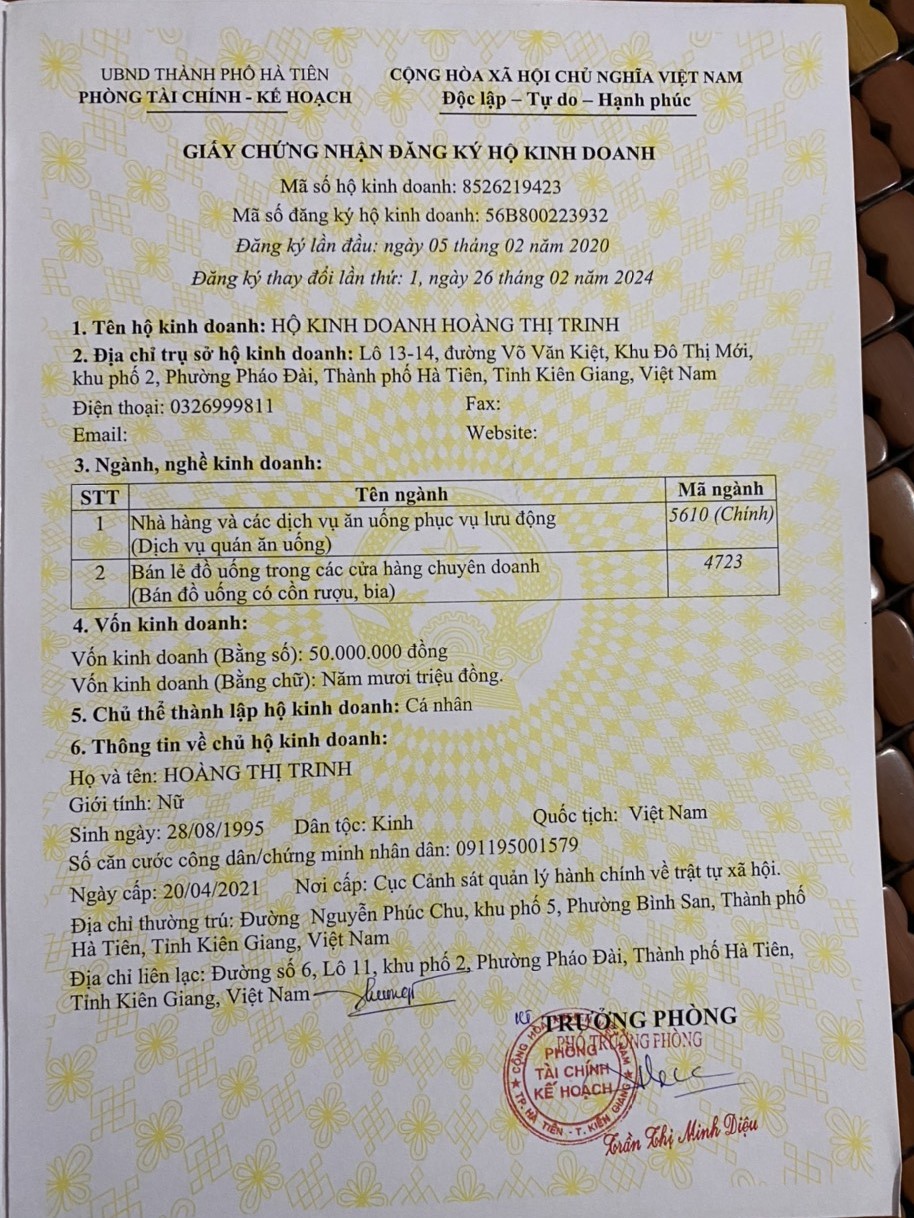 UBND THÀNH PHỐ HÀ TIÊN
PHÒNG TÀI CHÍNH - KẾ HOẠCH
CỘNG HÒA XÃ HỘI CHỦ NGHĨA VIỆT NAM
Độc lập – Tự do – Hạnh phúc
GIẤY CHỨNG NHẬN ĐĂNG KÝ HỘ KINH DOANH
Mã số hộ kinh doanh: 8526219423
Mã số đăng ký hộ kinh doanh: 56B800223932
Đăng ký lần đầu: ngày 05 tháng 02 năm 2020
Đăng ký thay đổi lần thứ: 1, ngày 26 tháng 02 năm 2024
1. Tên hộ kinh doanh: HỘ KINH DOANH HOÀNG THỊ TRINH
2. Địa chỉ trụ sở hộ kinh doanh: Lô 13-14, đường Võ Văn Kiệt, Khu Đô Thị Mới,
khu phố 2, Phường Pháo Đài, Thành phố Hà Tiên, Tỉnh Kiên Giang, Việt Nam
Điện thoại: 0326999811 Fax:
Email: Website:
3. Ngành, nghề kinh doanh:
STT Tên ngành Mã ngành
1 Nhà hàng và các dịch vụ ăn uống phục vụ lưu động 5610 (Chính)
(Dịch vụ quán ăn uống)
2 Bán lẻ đồ uống trong các cửa hàng chuyên doanh 4723
(Bán đồ uống có cồn rượu, bia)
4. Vốn kinh doanh:
Vốn kinh doanh (Bằng số): 50.000.000 đồng
Vốn kinh doanh (Bằng chữ): Năm mươi triệu đồng.
5. Chủ thể thành lập hộ kinh doanh: Cá nhân
6. Thông tin về chủ hộ kinh doanh:
Họ và tên: HOÀNG THỊ TRINH
Giới tính: Nữ
Sinh ngày: 28/08/1995 Dân tộc: Kinh Quốc tịch: Việt Nam
Số căn cước công dân/chứng minh nhân dân: 091195001579
Ngày cấp: 20/04/2021 Nơi cấp: Cục Cảnh sát quản lý hành chính về trật tự xã hội.
Địa chỉ thường trú: Đường Nguyễn Phúc Chu, khu phố 5, Phường Bình San, Thành phố
Hà Tiên, Tỉnh Kiên Giang, Việt Nam
Địa chỉ liên lạc: Đường số 6, Lô 11, khu phố 2, Phường Pháo Đài, Thành phố Hà Tiên,
Tỉnh Kiên Giang, Việt Nam
TRƯỞNG PHÒNG
PHÓ TRƯỞNG PHÒNG
PHÒNG
TÀI CHÍNH
KẾ HOẠCH
TP. HÀ TIÊN - T. KIÊN GIANG
Trần Thị Minh Diệu